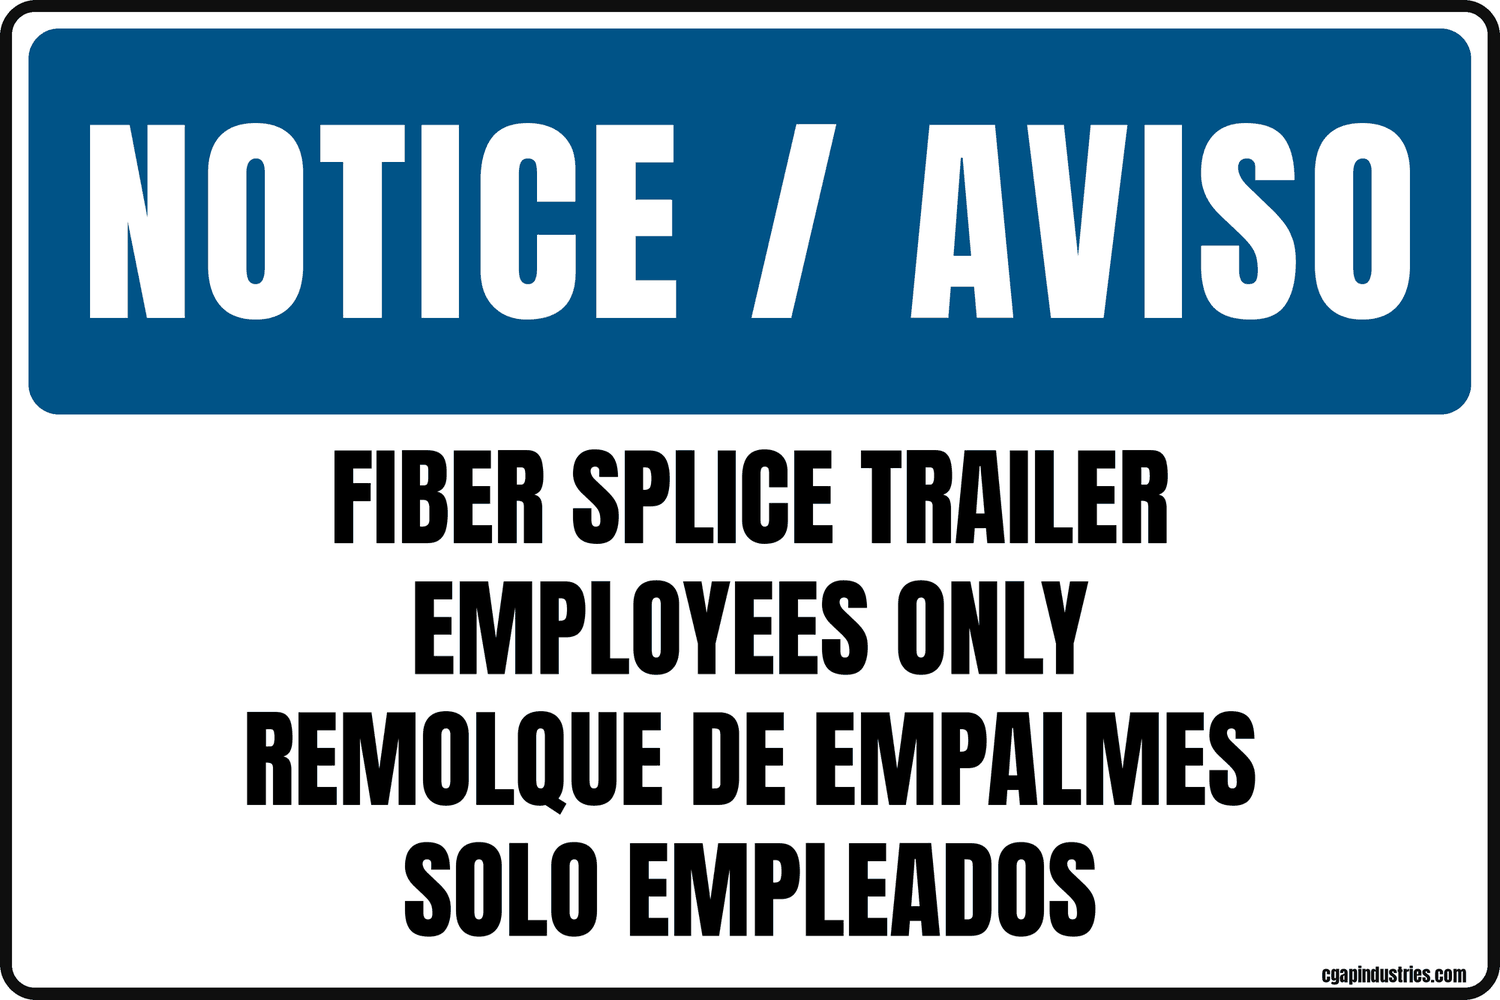 NOTICE / AVISO
FIBER SPLICE TRAILER
EMPLOYEES ONLY
REMOLQUE DE EMPALMES
SOLO EMPLEADOS
cgapindustries.com